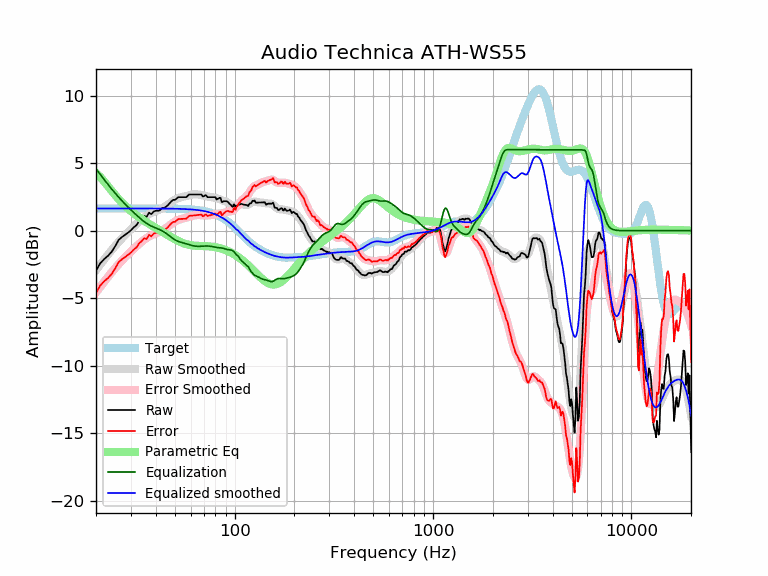 Audio Technica ATH-WS55
Amplitude (dBr)
10
5
0
−5
−10
−15
−20
Target
Raw Smoothed
Error Smoothed
Raw
Error
Parametric Eq
Equalization
Equalized smoothed
100 1000 10000
Frequency (Hz)